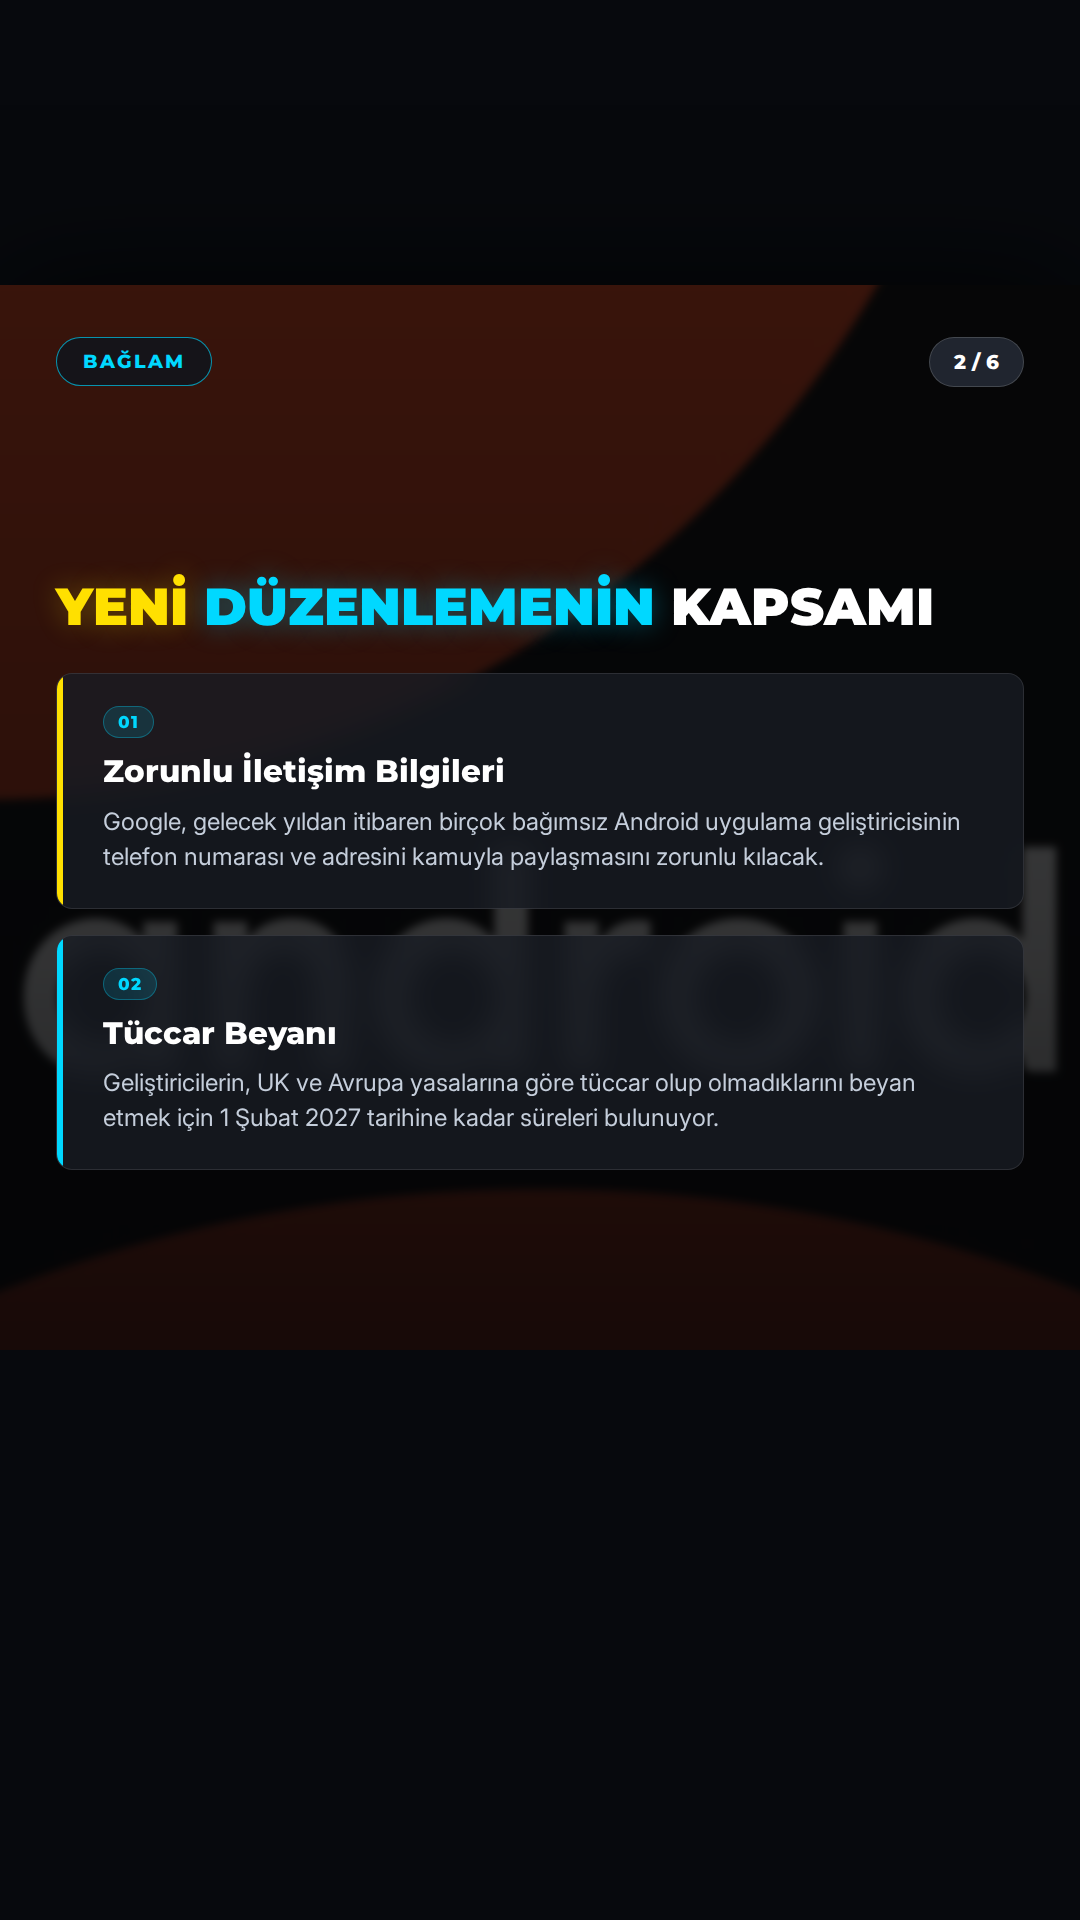 BAĞLAM
2 / 6
YENİ DÜZENLEMENİN KAPSAMI
01
Zorunlu İletişim Bilgileri
Google, gelecek yıldan itibaren birçok bağımsız Android uygulama geliştiricisinin
telefon numarası ve adresini kamuyla paylaşmasını zorunlu kılacak.
android
02
Tüccar Beyanı
Geliştiricilerin, UK ve Avrupa yasalarına göre tüccar olup olmadıklarını beyan
etmek için 1 Şubat 2027 tarihine kadar süreleri bulunuyor.